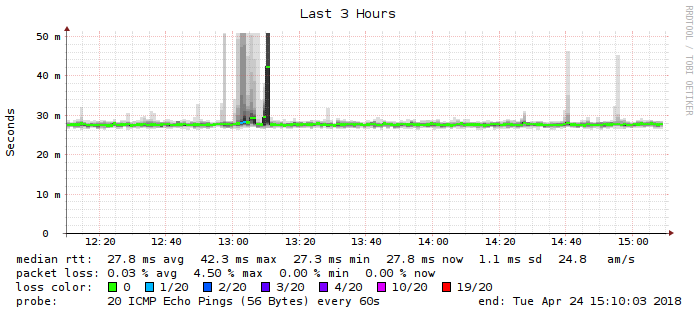 Last 3 Hours
RRDTOOL / TOBI OETIKER
Seconds
50 m
40 m
30 m
20 m
10 m
0
12:20 12:40 13:00 13:20 13:40 14:00 14:20 14:40 15:00
median rtt: 27.8 ms avg 42.3 ms max 27.3 ms min 27.8 ms now 1.1 ms sd 24.8 am/s
packet loss: 0.03 % avg 4.50 % max 0.00 % min 0.00 % now
loss color: 0 1/20 2/20 3/20 4/20 10/20 19/20
probe: 20 ICMP Echo Pings (56 Bytes) every 60s end: Tue Apr 24 15:10:03 2018